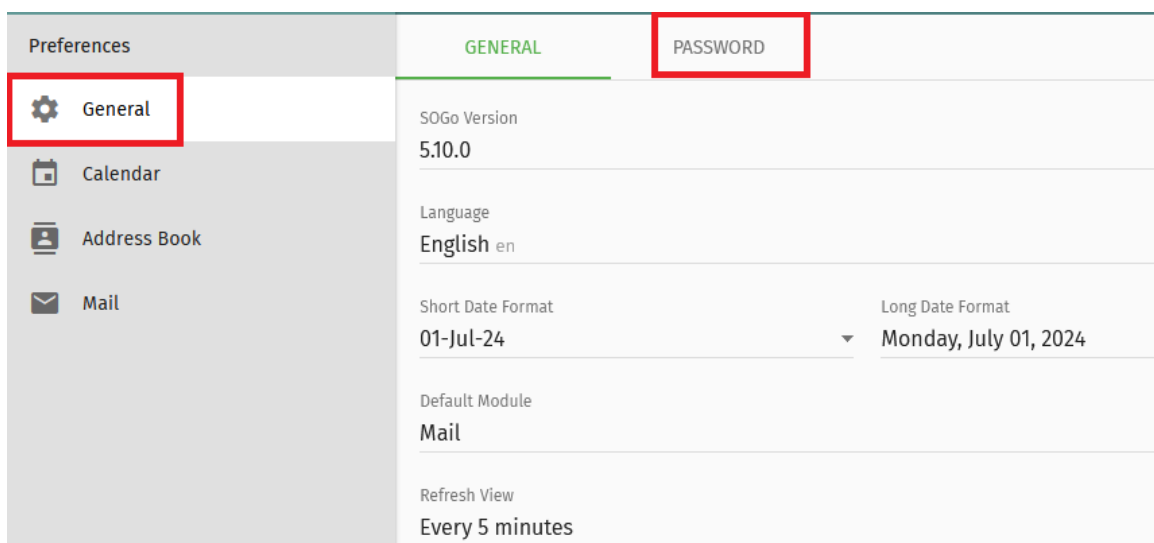 Preferences
General
Calendar
Address Book
Mail
GENERAL PASSWORD
SOGo Version
5.10.0
Language
English en
Short Date Format Long Date Format
01-Jul-24 Monday, July 01, 2024
Default Module
Mail
Refresh View
Every 5 minutes